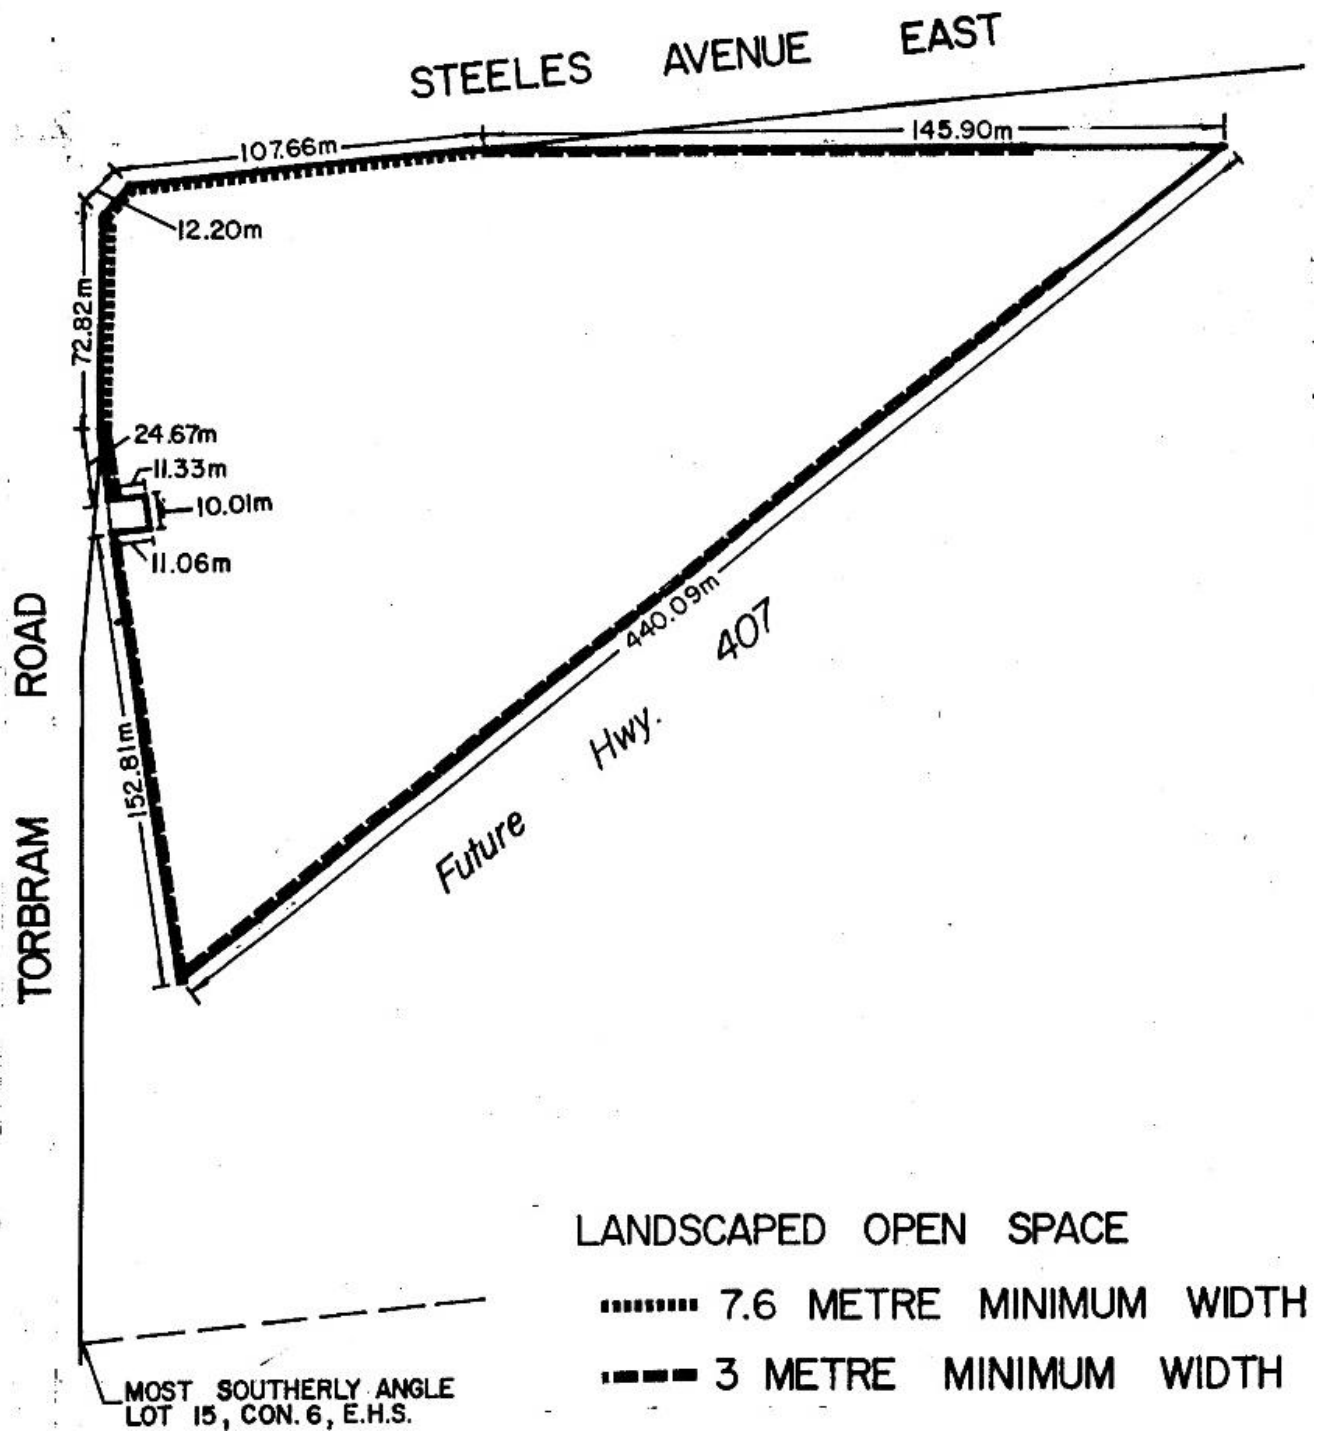 STEELES AVENUE EAST
107.66m
145.90m
12.20m
72.82m
24.67m
11.33m
10.01m
11.06m
440.09m
Future Hwy. 407
152.81m
TORBRAM ROAD
LANDSCAPED OPEN SPACE
7.6 METRE MINIMUM WIDTH
3 METRE MINIMUM WIDTH
MOST SOUTHERLY ANGLE
LOT 15, CON. 6, E.H.S.